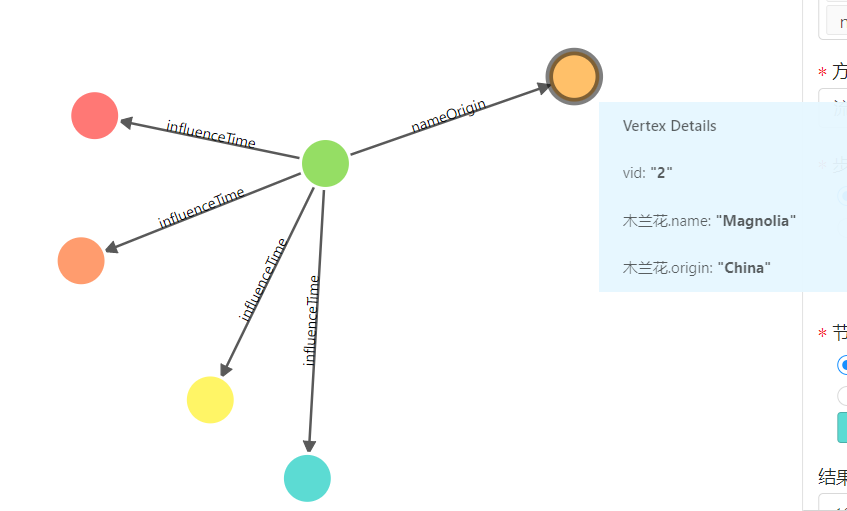 influenceTime
nameOrigin
influenceTime
influenceTime
influenceTime
Vertex Details
vid: "2"
木兰花.name: "Magnolia"
木兰花.origin: "China"
* 方
* 步
* 节
结果